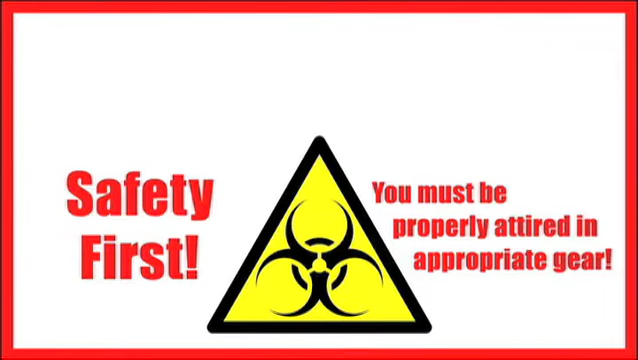 Safety
First!
You must be
properly attired in
appropriate gear!